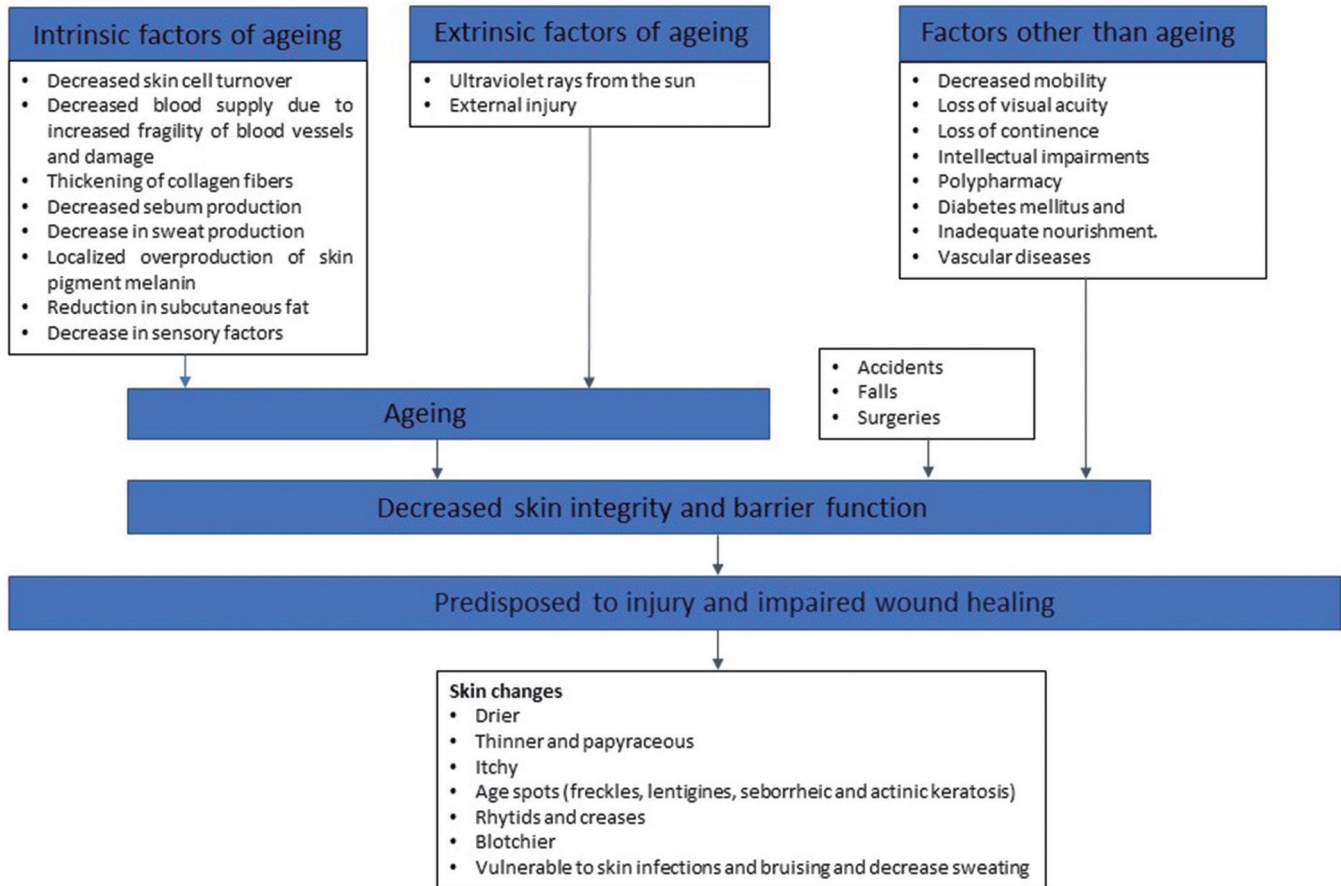 Intrinsic factors of ageing
• Decreased skin cell turnover
• Decreased blood supply due to
increased fragility of blood vessels
and damage
• Thickening of collagen fibers
• Decreased sebum production
• Decrease in sweat production
• Localized overproduction of skin
pigment melanin
• Reduction in subcutaneous fat
• Decrease in sensory factors
Extrinsic factors of ageing
• Ultraviolet rays from the sun
• External injury
Factors other than ageing
• Decreased mobility
• Loss of visual acuity
• Loss of continence
• Intellectual impairments
• Polypharmacy
• Diabetes mellitus and
• Inadequate nourishment.
• Vascular diseases
• Accidents
• Falls
• Surgeries
Ageing
Decreased skin integrity and barrier function
Predisposed to injury and impaired wound healing
Skin changes
• Drier
• Thinner and papyraceous
• Itchy
• Age spots (freckles, lentigines, seborrheic and actinic keratosis)
• Rhytids and creases
• Blotchier
• Vulnerable to skin infections and bruising and decrease sweating